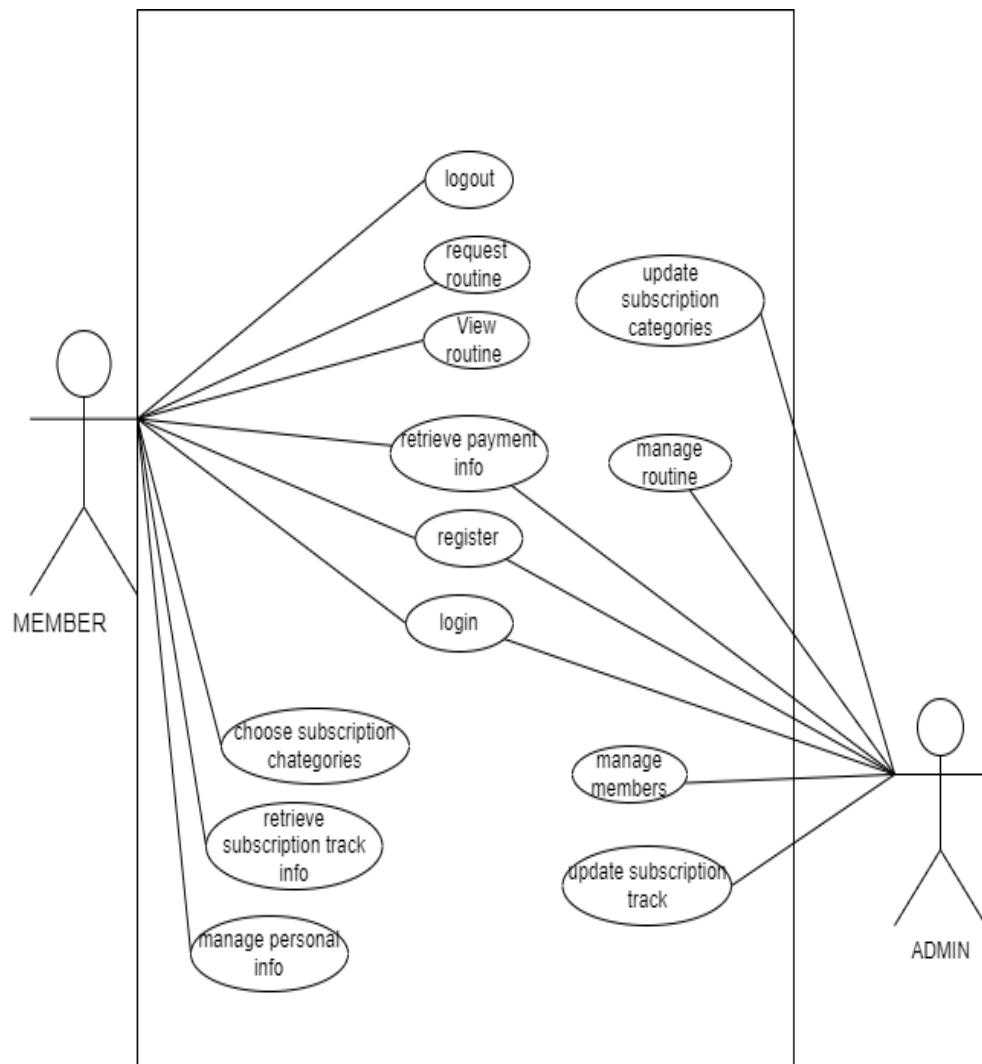 logout
request
routine
update
subscription
categories
View
routine
retrieve payment
info
manage
routine
register
login
MEMBER
choose subscription
chategories
manage
members
retrieve
subscription track
info
update subscription
track
manage personal
info
ADMIN